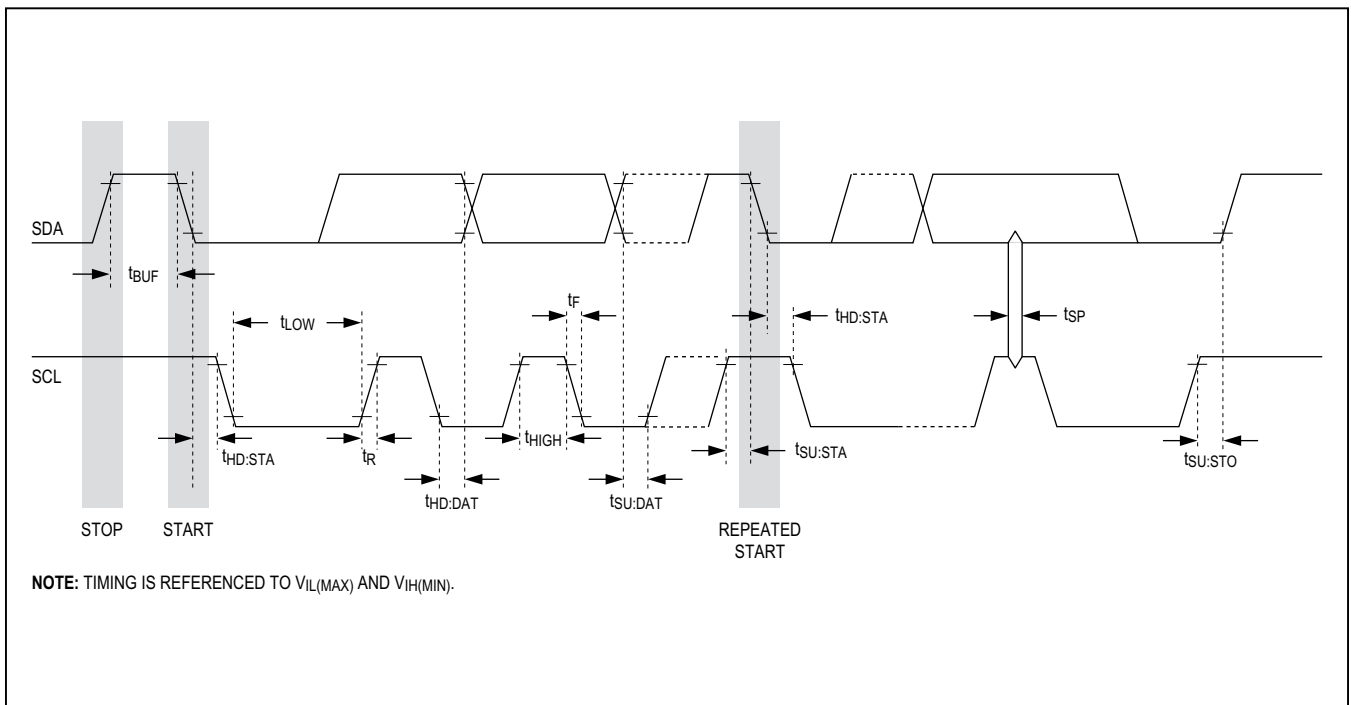 SDA
tBUF
tF
tLOW
tHD:STA
tSP
SCL
tHD:STA
tR
tHIGH
tSU:STA
tSU:STO
tHD:DAT
tSU:DAT
STOP
START
REPEATED
START
NOTE: TIMING IS REFERENCED TO VIL(MAX) AND VIH(MIN).